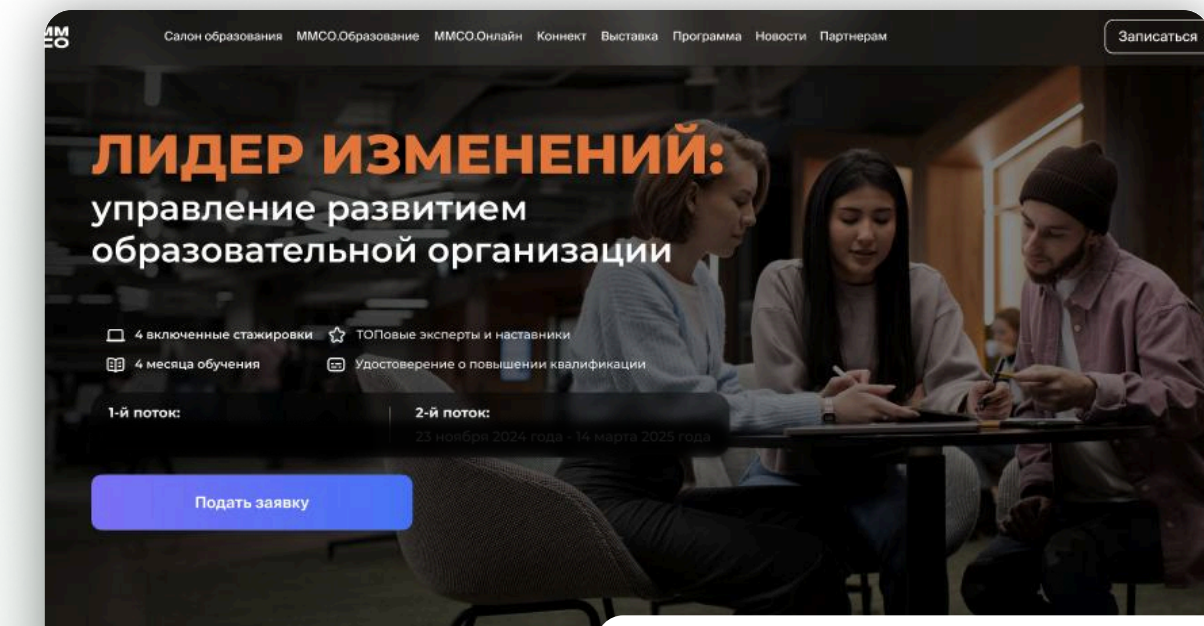 ММ
СО
Салон образования ММСО.Образование ММСО.Онлайн Коннект Выставка Программа Новости Партнерам
Записаться
ЛИДЕР ИЗМЕНЕНИЙ:
управление развитием
образовательной организации
4 включенные стажировки
ТОПовые эксперты и наставники
4 месяца обучения
Удостоверение о повышении квалификации
1-й поток:
2-й поток:
23 ноября 2024 года - 14 марта 2025 года
Подать заявку